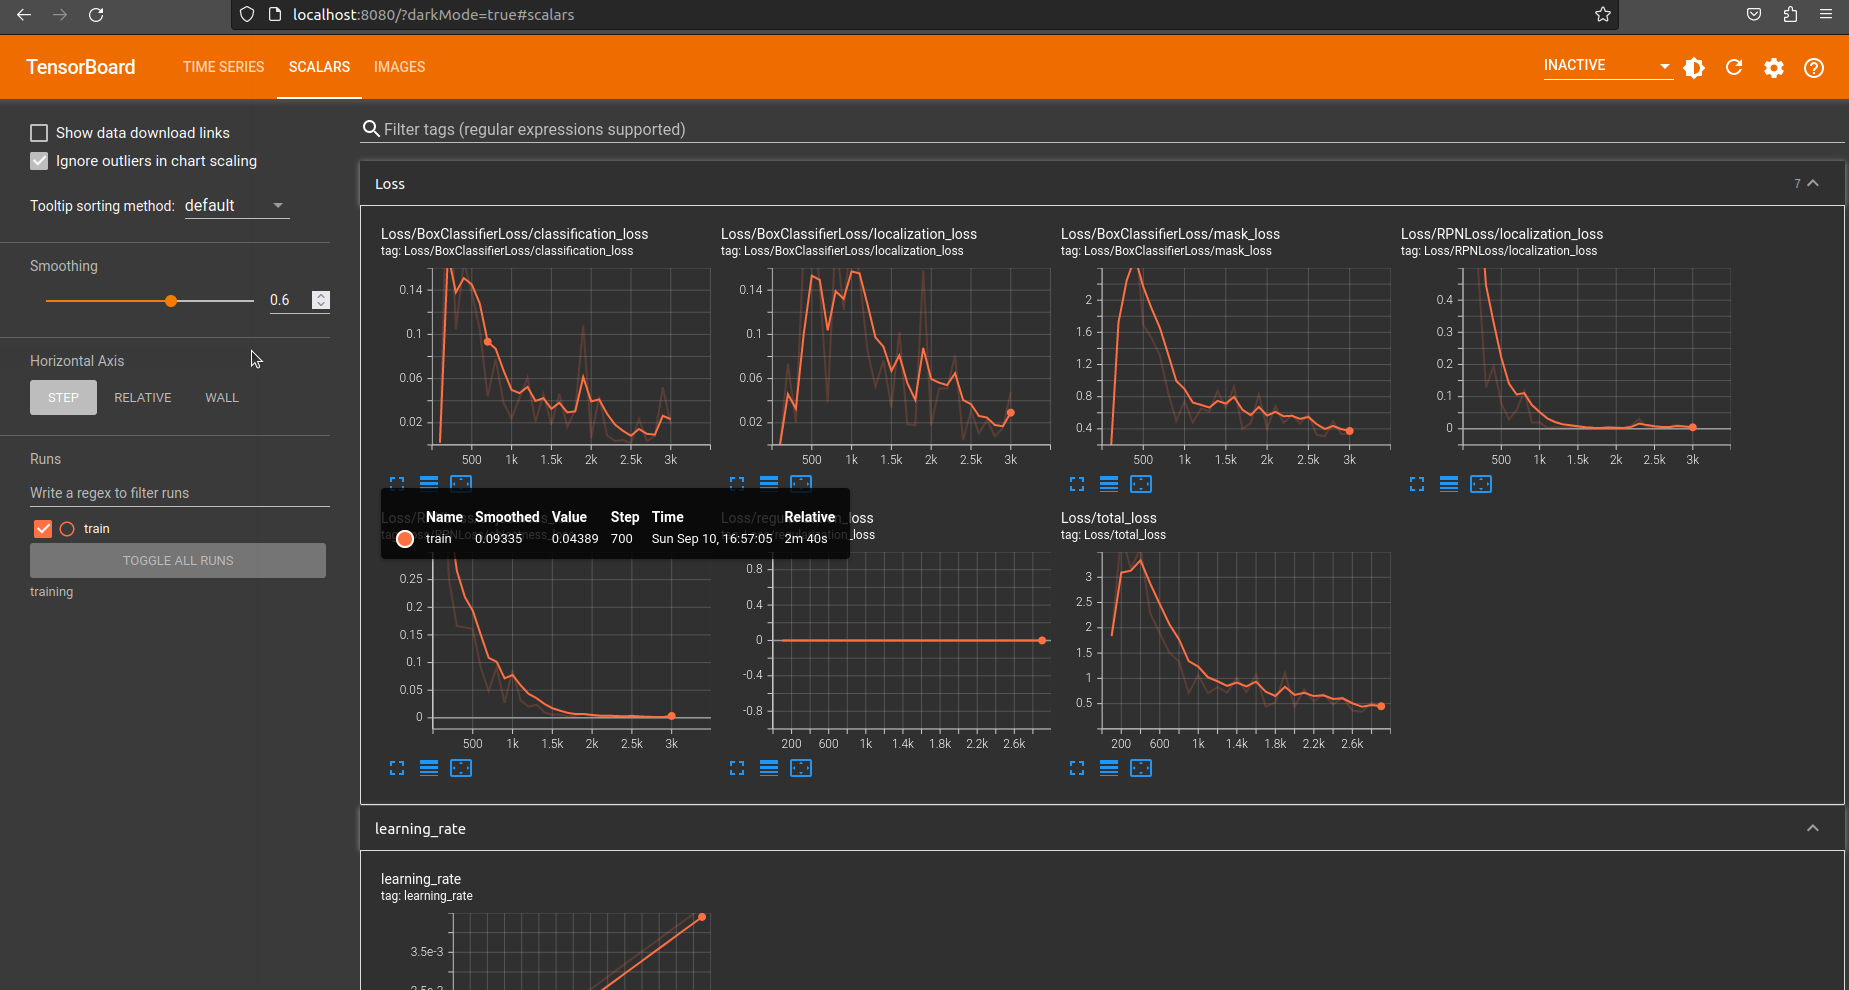 localhost:8080/?darkMode=true#scalars
TensorBoard
TIME SERIES
SCALARS
IMAGES
INACTIVE
Show data download links
Ignore outliers in chart scaling
Tooltip sorting method: default
Smoothing
0.6
Horizontal Axis
STEP
RELATIVE
WALL
Runs
Write a regex to filter runs
train
TOGGLE ALL RUNS
training
Filter tags (regular expressions supported)
Loss
7
Loss/BoxClassifierLoss/classification_loss
tag: Loss/BoxClassifierLoss/classification_loss
0.14
0.1
0.06
0.02
500 1k 1.5k 2k 2.5k 3k
Loss/BoxClassifierLoss/localization_loss
tag: Loss/BoxClassifierLoss/localization_loss
0.14
0.1
0.06
0.02
500 1k 1.5k 2k 2.5k 3k
Loss/BoxClassifierLoss/mask_loss
tag: Loss/BoxClassifierLoss/mask_loss
2
1.6
1.2
0.8
0.4
500 1k 1.5k 2k 2.5k 3k
Loss/RPNLoss/localization_loss
tag: Loss/RPNLoss/localization_loss
0.4
0.3
0.2
0.1
0
500 1k 1.5k 2k 2.5k 3k
Name Smoothed Value Step Time Relative
train 0.09335 0.04389 700 Sun Sep 10, 16:57:05 2m 40s
0.25
0.2
0.15
0.1
0.05
0
500 1k 1.5k 2k 2.5k 3k
0.8
0.4
0
-0.4
-0.8
200 600 1k 1.4k 1.8k 2.2k 2.6k
Loss/total_loss
tag: Loss/total_loss
3
2.5
2
1.5
1
0.5
200 600 1k 1.4k 1.8k 2.2k 2.6k
learning_rate
learning_rate
tag: learning_rate
3.5e-3